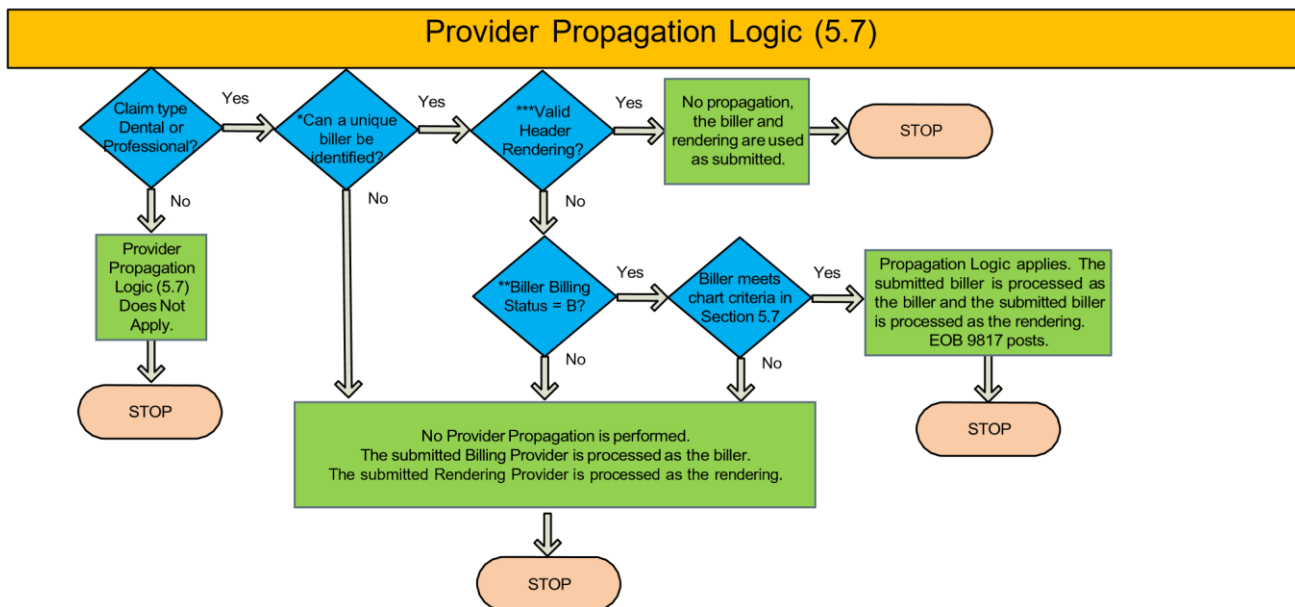 Provider Propagation Logic (5.7)
Claim type
Dental or
Professional?
Yes
*Can a unique
biller be
identified?
Yes
***Valid
Header
Rendering?
Yes
No propagation,
the biller and
rendering are used
as submitted.
STOP
No
No
No
Provider
Propagation
Logic (5.7)
Does Not
Apply.
**Biller Billing
Status = B?
Yes
Biller meets
chart criteria in
Section 5.7
Yes
Propagation Logic applies. The
submitted biller is processed as
the biller and the submitted biller
is processed as the rendering.
EOB 9817 posts.
No
No
STOP
STOP
No Provider Propagation is performed.
The submitted Billing Provider is processed as the biller.
The submitted Rendering Provider is processed as the rendering.
STOP